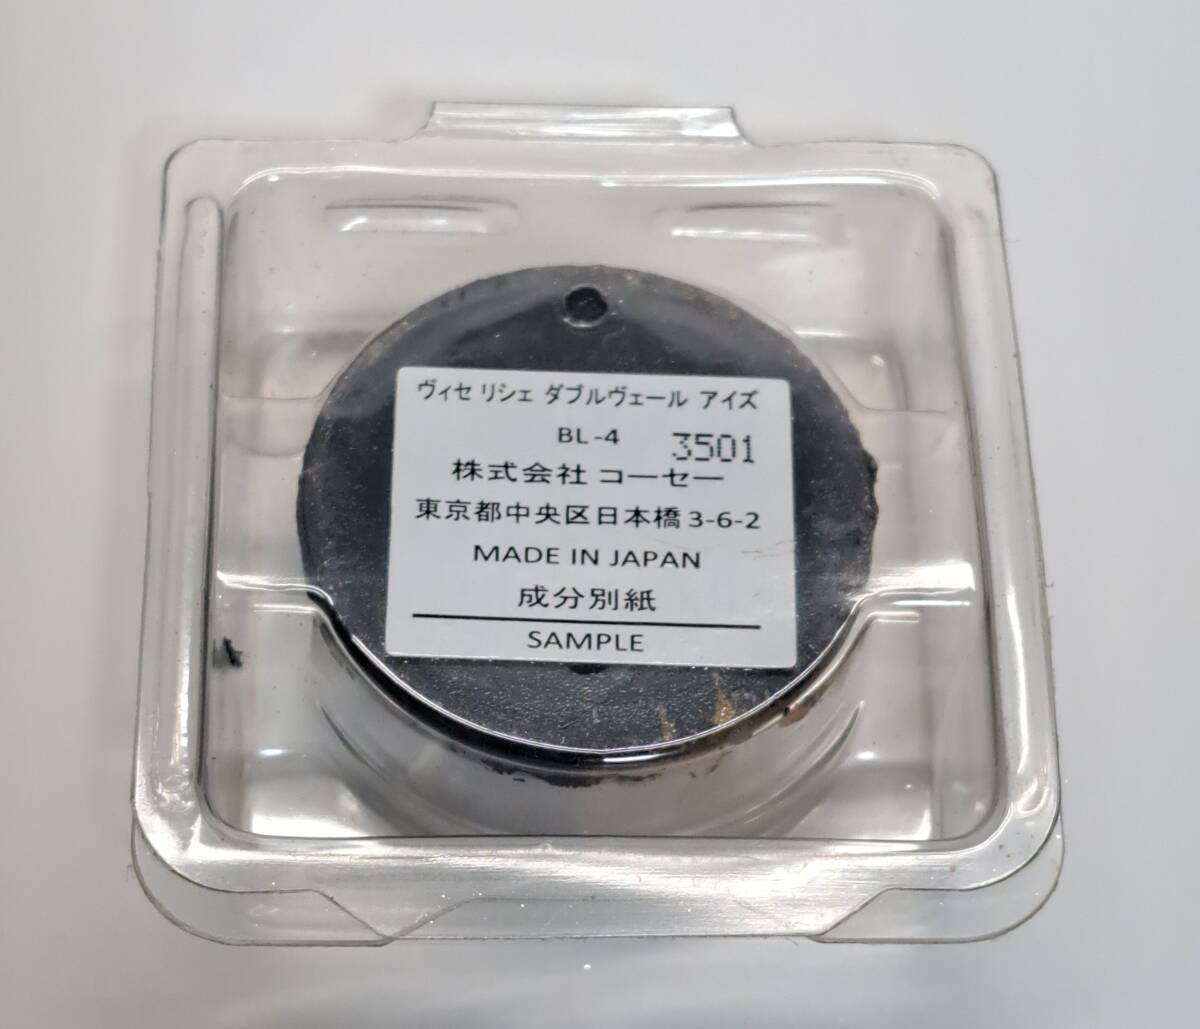 ヴィセ リシェ ダブルヴェール アイズ
BL-4 3501
株式会社 コーセー
東京都中央区日本橋3-6-2
MADE IN JAPAN
成分別紙
SAMPLE